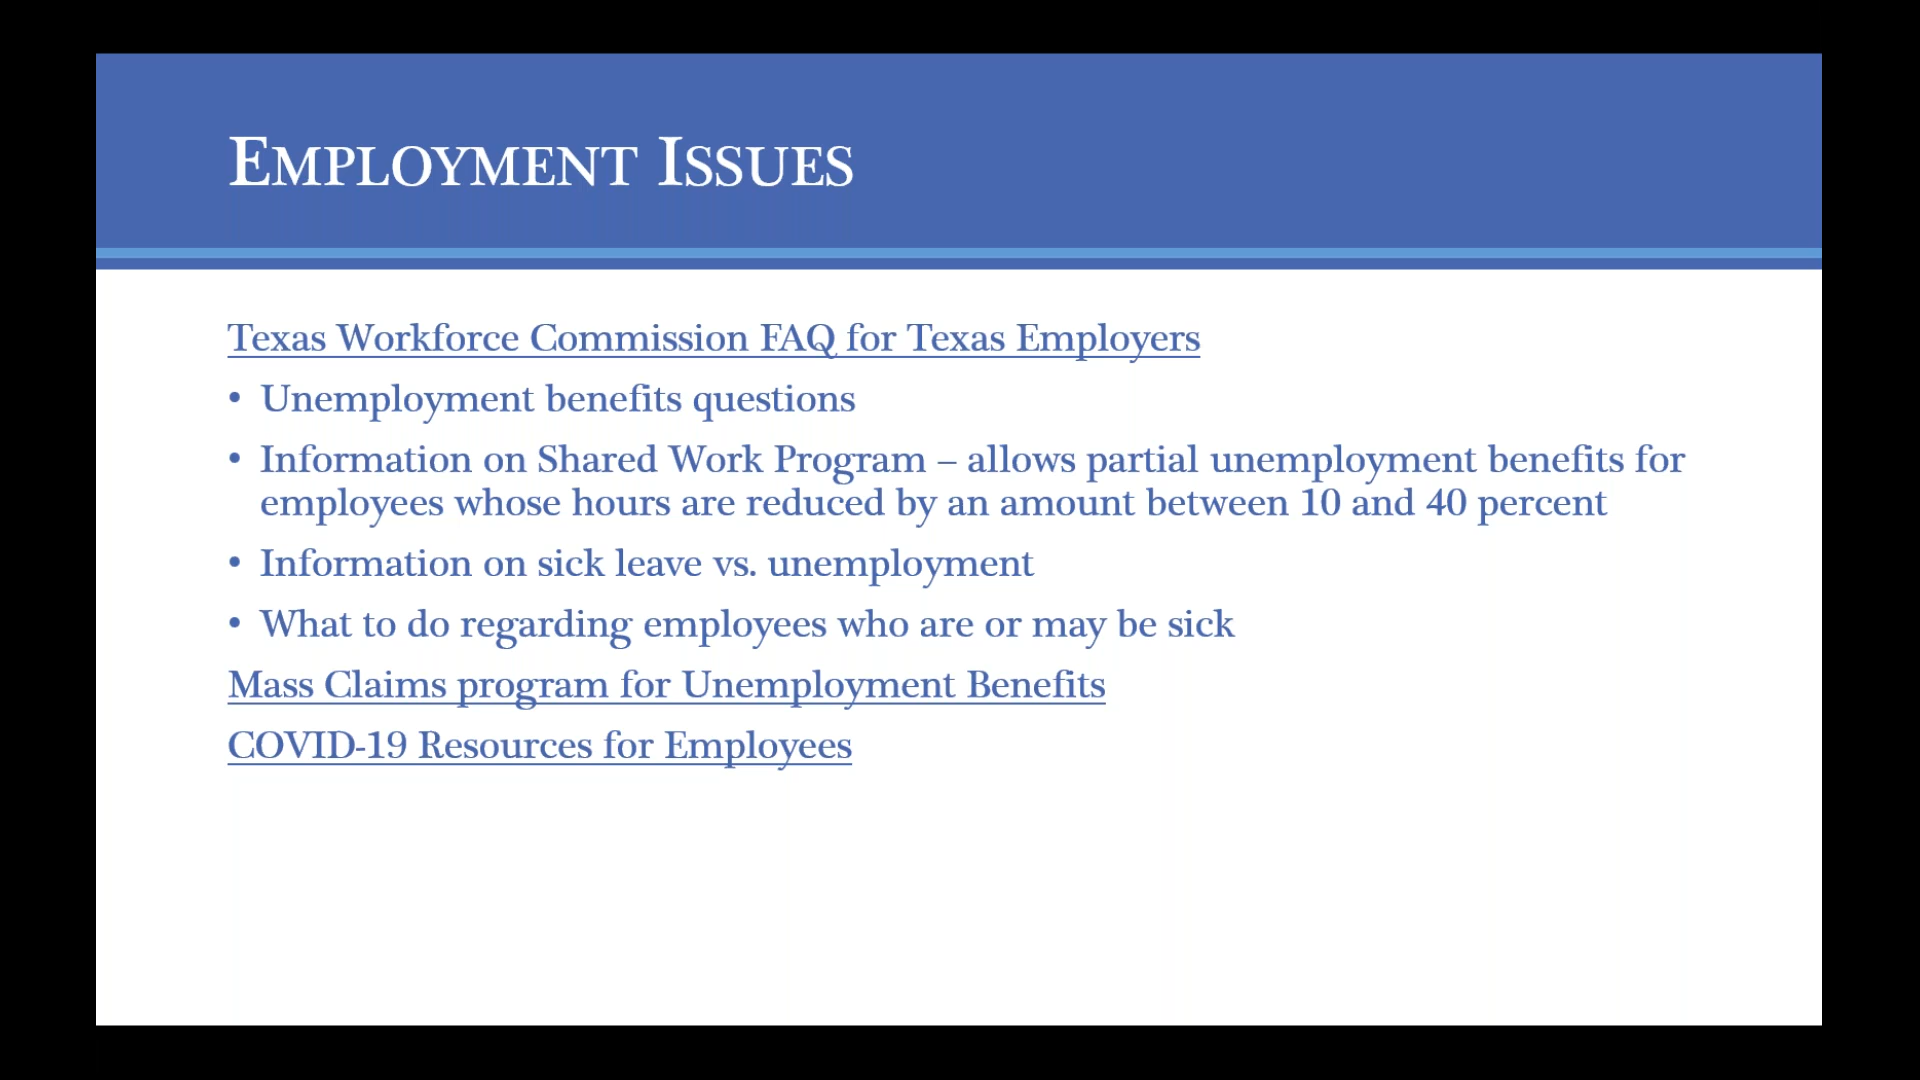 EMPLOYMENT ISSUES
Texas Workforce Commission FAQ for Texas Employers
• Unemployment benefits questions
• Information on Shared Work Program – allows partial unemployment benefits for
employees whose hours are reduced by an amount between 10 and 40 percent
• Information on sick leave vs. unemployment
• What to do regarding employees who are or may be sick
Mass Claims program for Unemployment Benefits
COVID-19 Resources for Employees